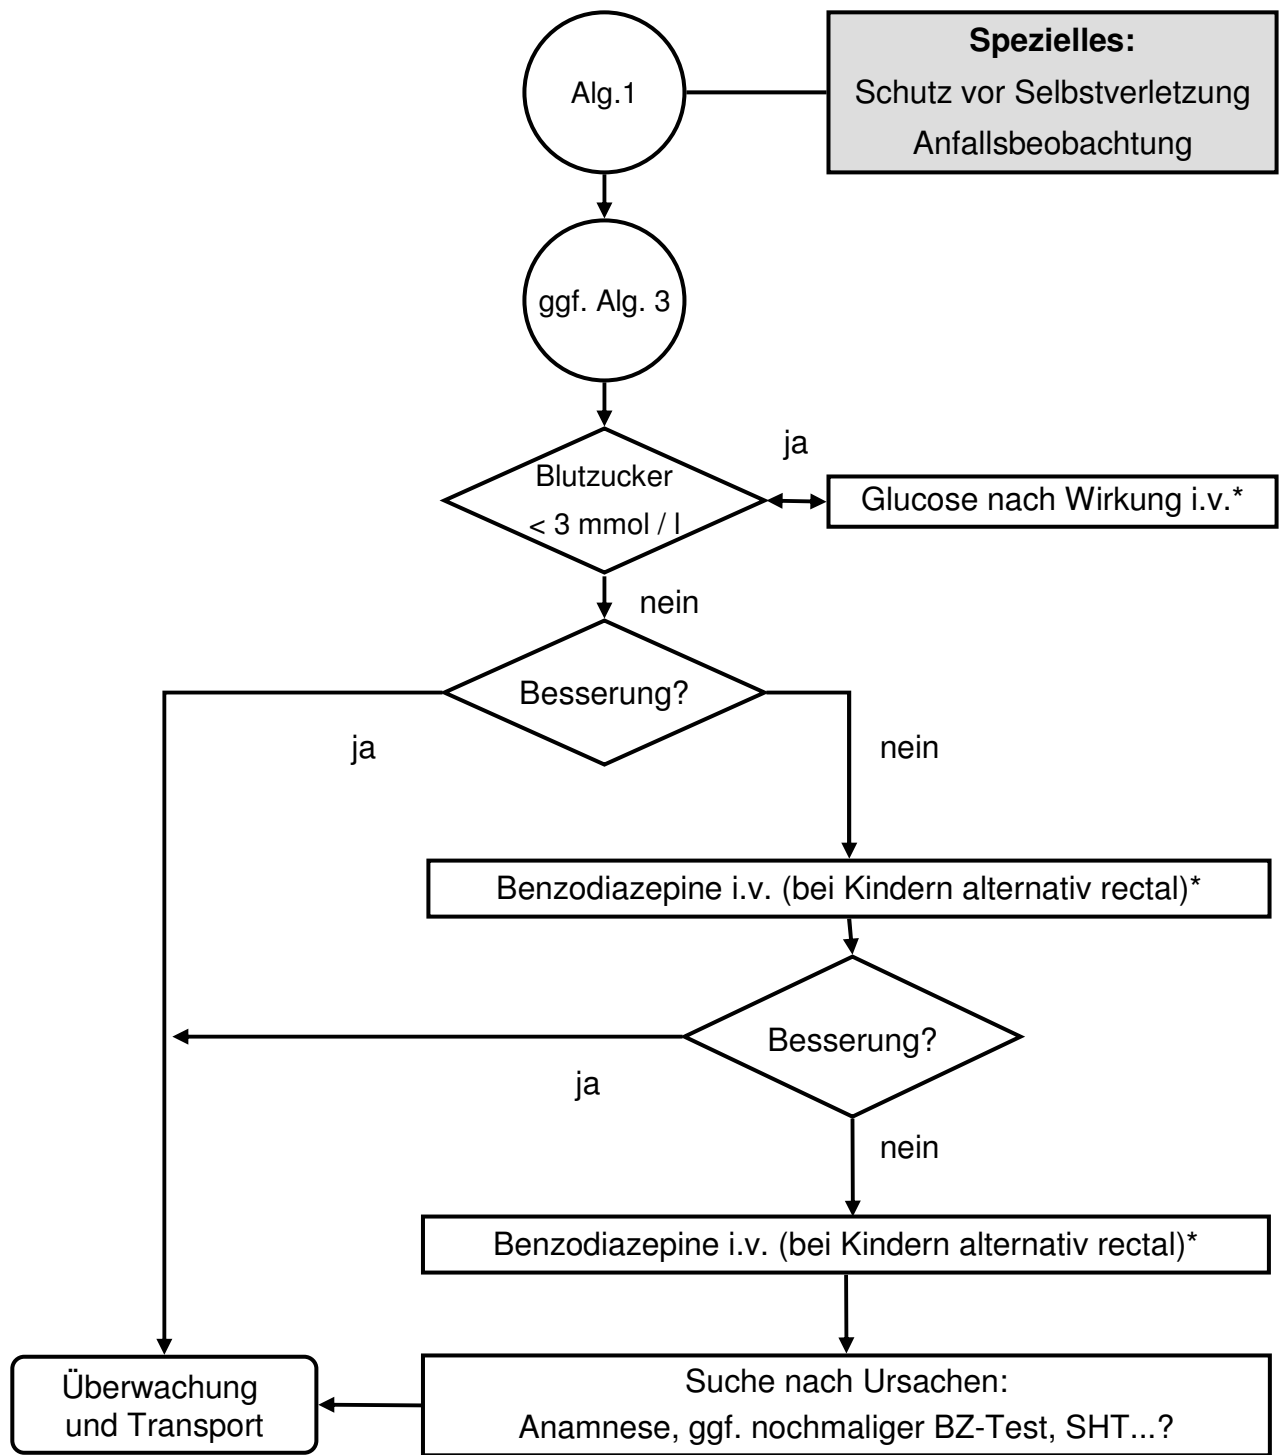 Alg.1
Spezielles:
Schutz vor Selbstverletzung
Anfallsbeobachtung
ggf. Alg. 3
Blutzucker
< 3 mmol / l
ja
Glucose nach Wirkung i.v.*
nein
Besserung?
ja
nein
Benzodiazepine i.v. (bei Kindern alternativ rectal)*
Besserung?
ja
nein
Benzodiazepine i.v. (bei Kindern alternativ rectal)*
Überwachung
und Transport
Suche nach Ursachen:
Anamnese, ggf. nochmaliger BZ-Test, SHT...?